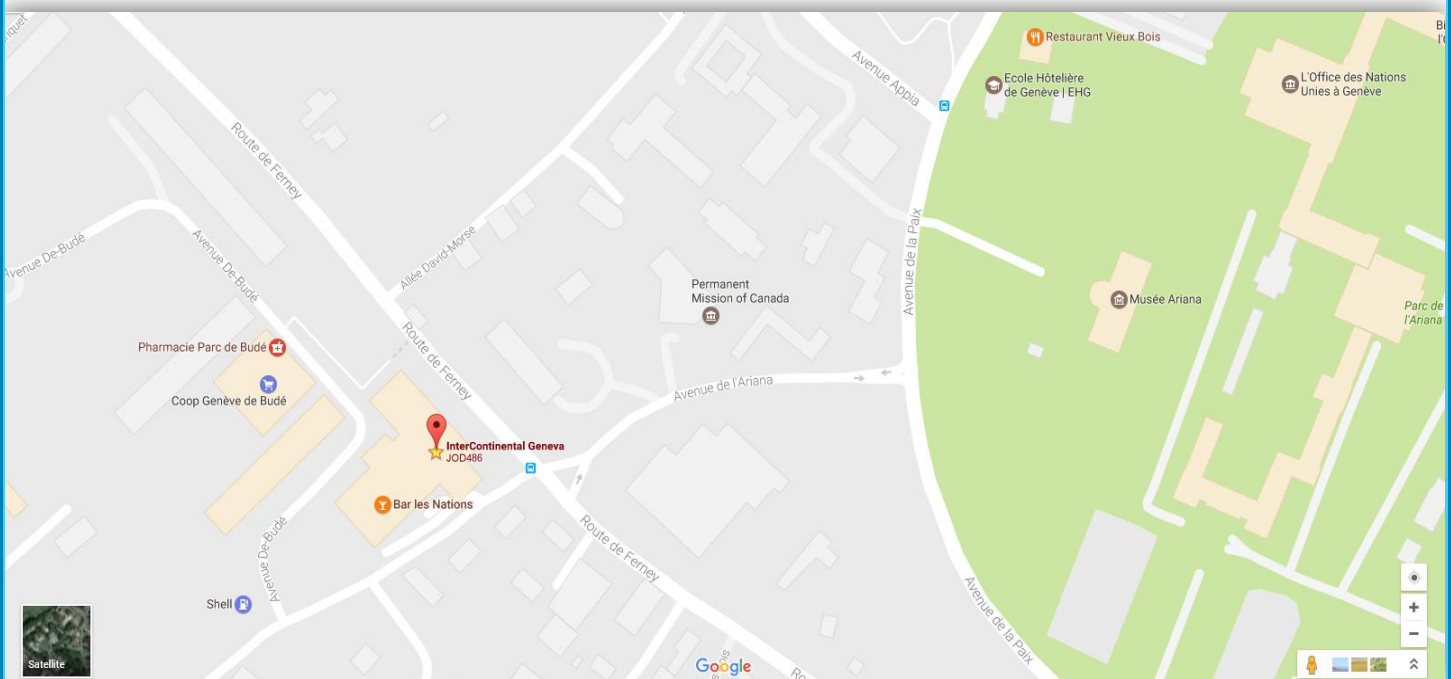 Restaurant Vieux Bois
Ecole Hôtelière
de Genève | EHG
L'Office des Nations
Unies à Genève
Avenue Appia
Route de Ferney
Avenue De-Budé
Avenue De-Budé
Allée David-Morse
Avenue de la Paix
Permanent
Mission of Canada
Musée Ariana
Parc de
l'Ariana
Pharmacie Parc de Budé
Route de Ferney
Coop Genève de Budé
Avenue de l'Ariana
InterContinental Geneva
JOD486
Bar les Nations
Avenue De-Budé
Route de Ferney
Shell
Avenue de la Paix
Satellite
Google